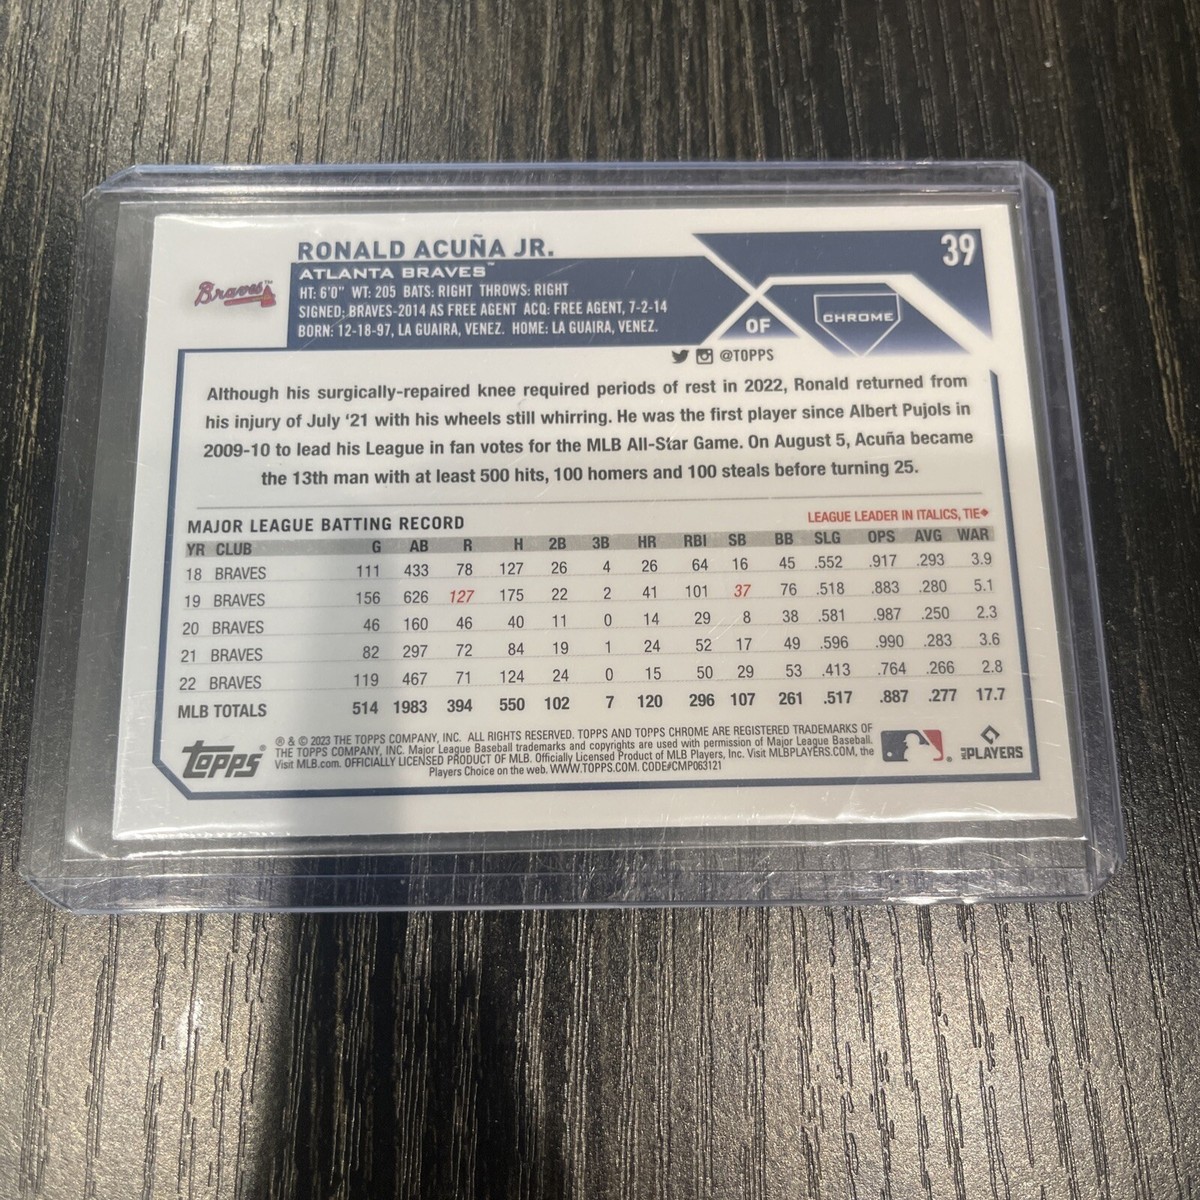 39
RONALD ACUÑA JR.
Braves™
ATLANTA BRAVES™
HT: 6'0" WT: 205 BATS: RIGHT THROWS: RIGHT
SIGNED: BRAVES-2014 AS FREE AGENT ACQ: FREE AGENT, 7-2-14
BORN: 12-18-97, LA GUAIRA, VENEZ. HOME: LA GUAIRA, VENEZ.
OF
CHROME
@TOPPS
Although his surgically-repaired knee required periods of rest in 2022, Ronald returned from
his injury of July '21 with his wheels still whirring. He was the first player since Albert Pujols in
2009-10 to lead his League in fan votes for the MLB All-Star Game. On August 5, Acuña became
the 13th man with at least 500 hits, 100 homers and 100 steals before turning 25.
MAJOR LEAGUE BATTING RECORD
LEAGUE LEADER IN ITALICS, TIE◆
YR CLUB G AB R H 2B 3B HR RBI SB BB SLG OPS AVG WAR
18 BRAVES 111 433 78 127 26 4 26 64 16 45 .552 .917 .293 3.9
19 BRAVES 156 626 127 175 22 2 41 101 37 76 .518 .883 .280 5.1
20 BRAVES 46 160 46 40 11 0 14 29 8 38 .581 .987 .250 2.3
21 BRAVES 82 297 72 84 19 1 24 52 17 49 .596 .990 .283 3.6
22 BRAVES 119 467 71 124 24 0 15 50 29 53 .413 .764 .266 2.8
MLB TOTALS 514 1983 394 550 102 7 120 296 107 261 .517 .887 .277 17.7
Topps®
® & © 2023 THE TOPPS COMPANY, INC. ALL RIGHTS RESERVED. TOPPS AND TOPPS CHROME ARE REGISTERED TRADEMARKS OF
THE TOPPS COMPANY, INC. Major League Baseball trademarks and copyrights are used with permission of Major League Baseball.
Visit MLB.com. OFFICIALLY LICENSED PRODUCT OF MLB. Officially Licensed Product of MLB Players, Inc. Visit MLBPLAYERS.COM, the
Players Choice on the web. WWW.TOPPS.COM. CODE#CMP063121
MLB PLAYERS